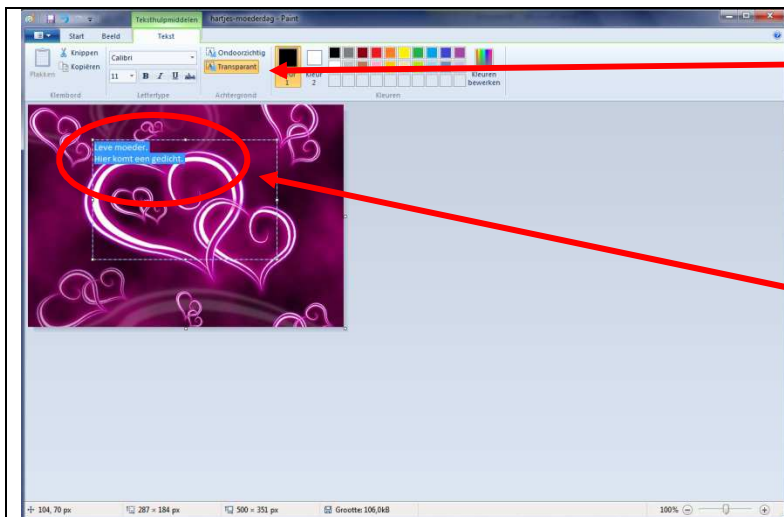 Teksthulpmiddelen hartjes-moederdag - Paint
Start Beeld Tekst
Plakken
Knippen
Kopiëren
Klembord
Calibri
11 B I U abc
Lettertype
Ondoorzichtig
Transparant
Achtergrond
1
Kleur
2
Kleuren
bewerken
Kleuren
Leve moeder.
Hier komt een gedicht.
104, 70 px 287 × 184 px 500 × 351 px Grootte: 106,0kB 100%